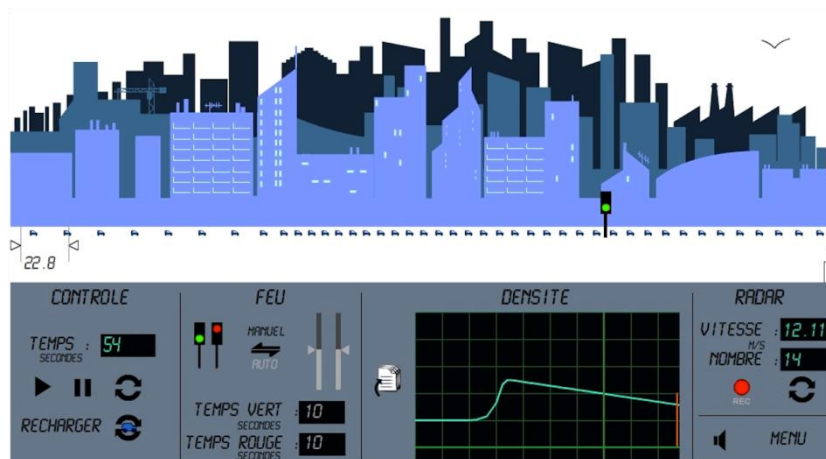 22.8
CONTROLE
TEMPS : 54
SECONDES
RECHARGER
FEU
MANUEL
AUTO
TEMPS VERT : 10
SECONDES
TEMPS ROUGE : 10
SECONDES
DENSITE
RADAR
VITESSE : 12.11
M/S
NOMBRE : 14
REC
MENU